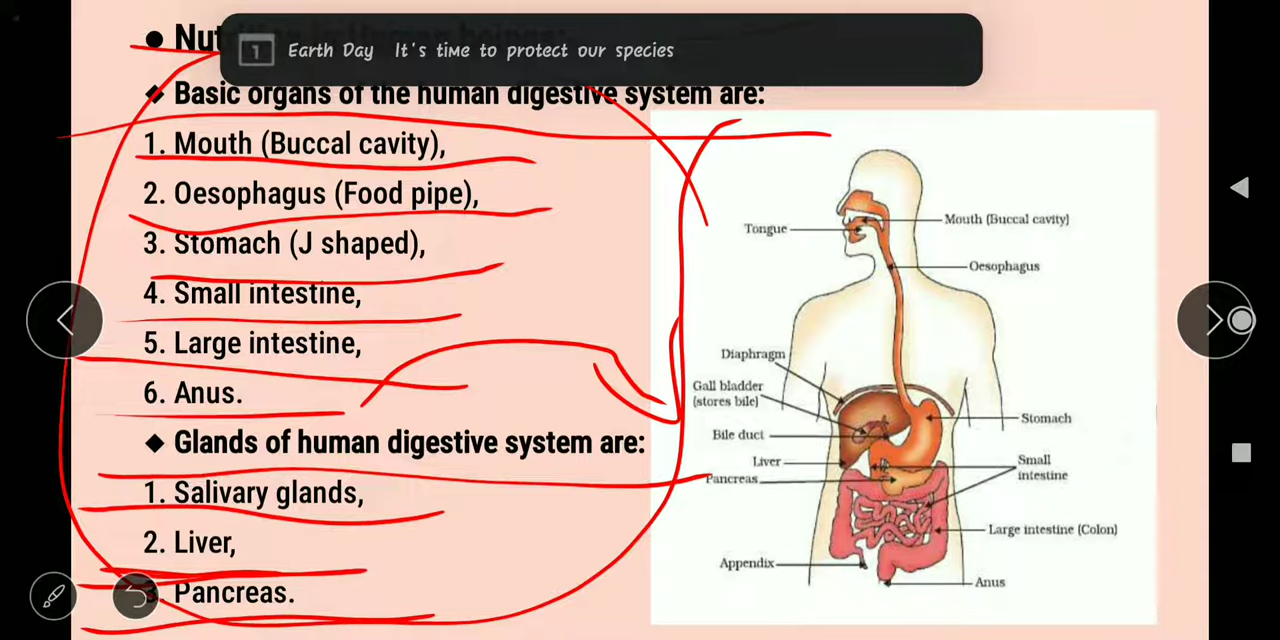 ● Nut
1 Earth Day It's time to protect our species
◆ Basic organs of the human digestive system are:
1. Mouth (Buccal cavity),
2. Oesophagus (Food pipe),
3. Stomach (J shaped),
4. Small intestine,
5. Large intestine,
6. Anus.
◆ Glands of human digestive system are:
1. Salivary glands,
2. Liver,
3. Pancreas.
Tongue
Mouth (Buccal cavity)
Oesophagus
Diaphragm
Gall bladder
(stores bile)
Bile duct
Liver
Pancreas
Appendix
Stomach
Small
intestine
Large intestine (Colon)
Anus